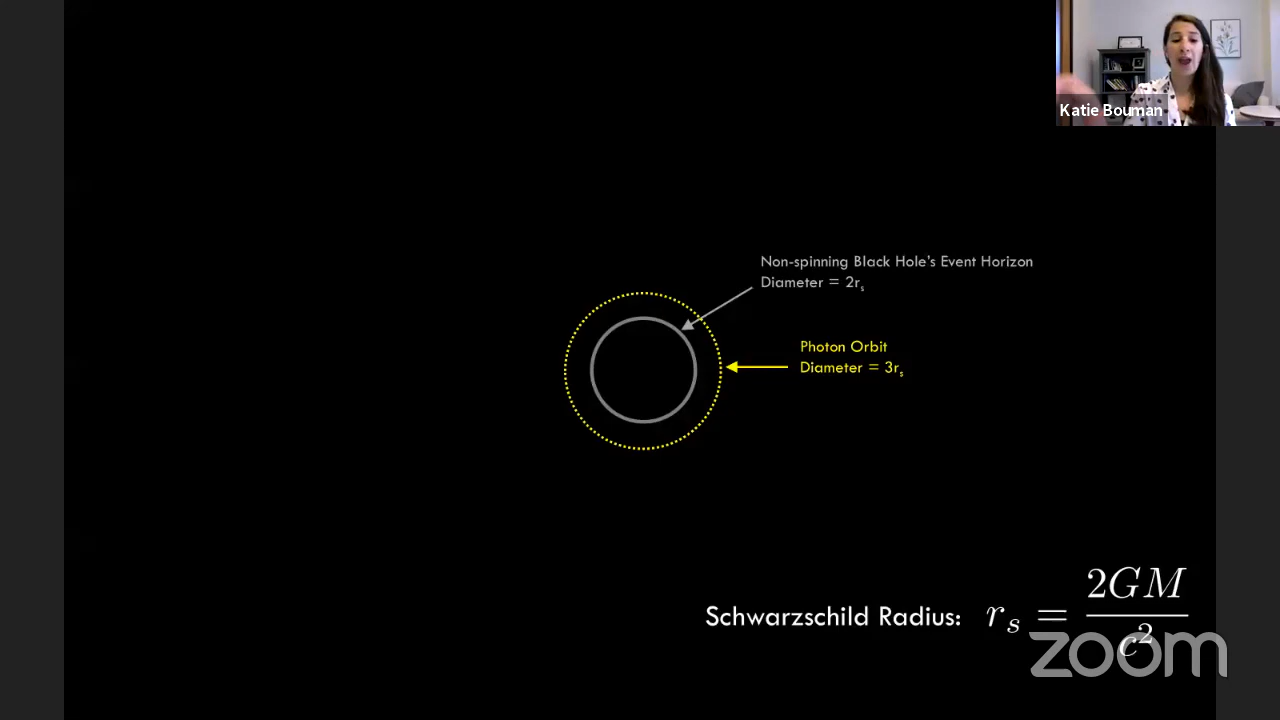 Katie Bouman
Non-spinning Black Hole's Event Horizon
Diameter = 2rₛ
Photon Orbit
Diameter = 3rₛ
2GM
Schwarzschild Radius: rₛ =
c²
zoom